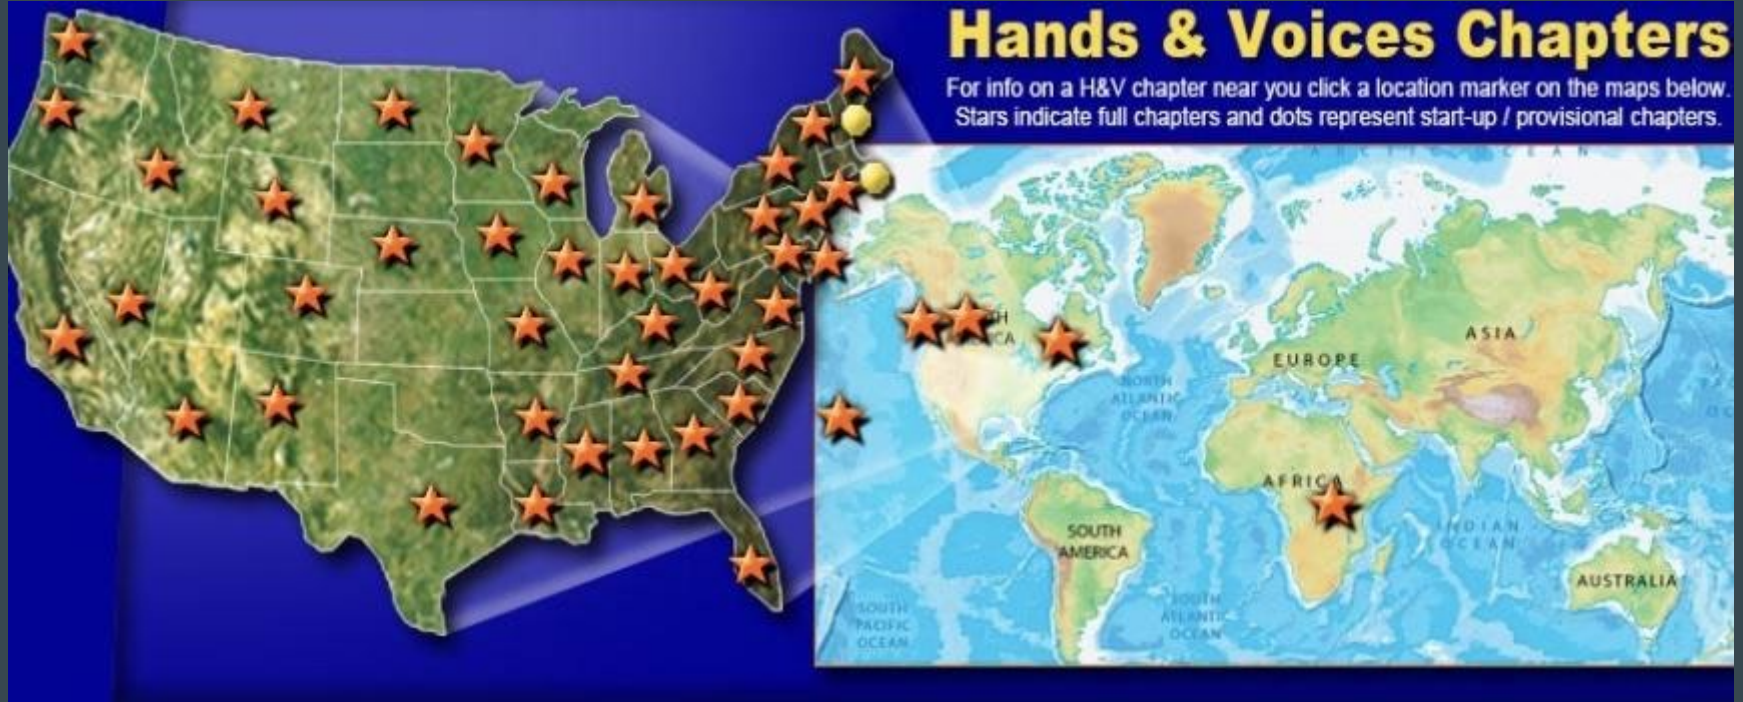 Hands & Voices Chapters
For info on a H&V chapter near you click a location marker on the maps below.
Stars indicate full chapters and dots represent start-up / provisional chapters.
ASIA
EUROPE
NORTH
ATLANTIC
OCEAN
AFRICA
INDIAN
OCEAN
SOUTH
AMERICA
AUSTRALIA
SOUTH
PACIFIC
OCEAN
SOUTH
ATLANTIC
OCEAN